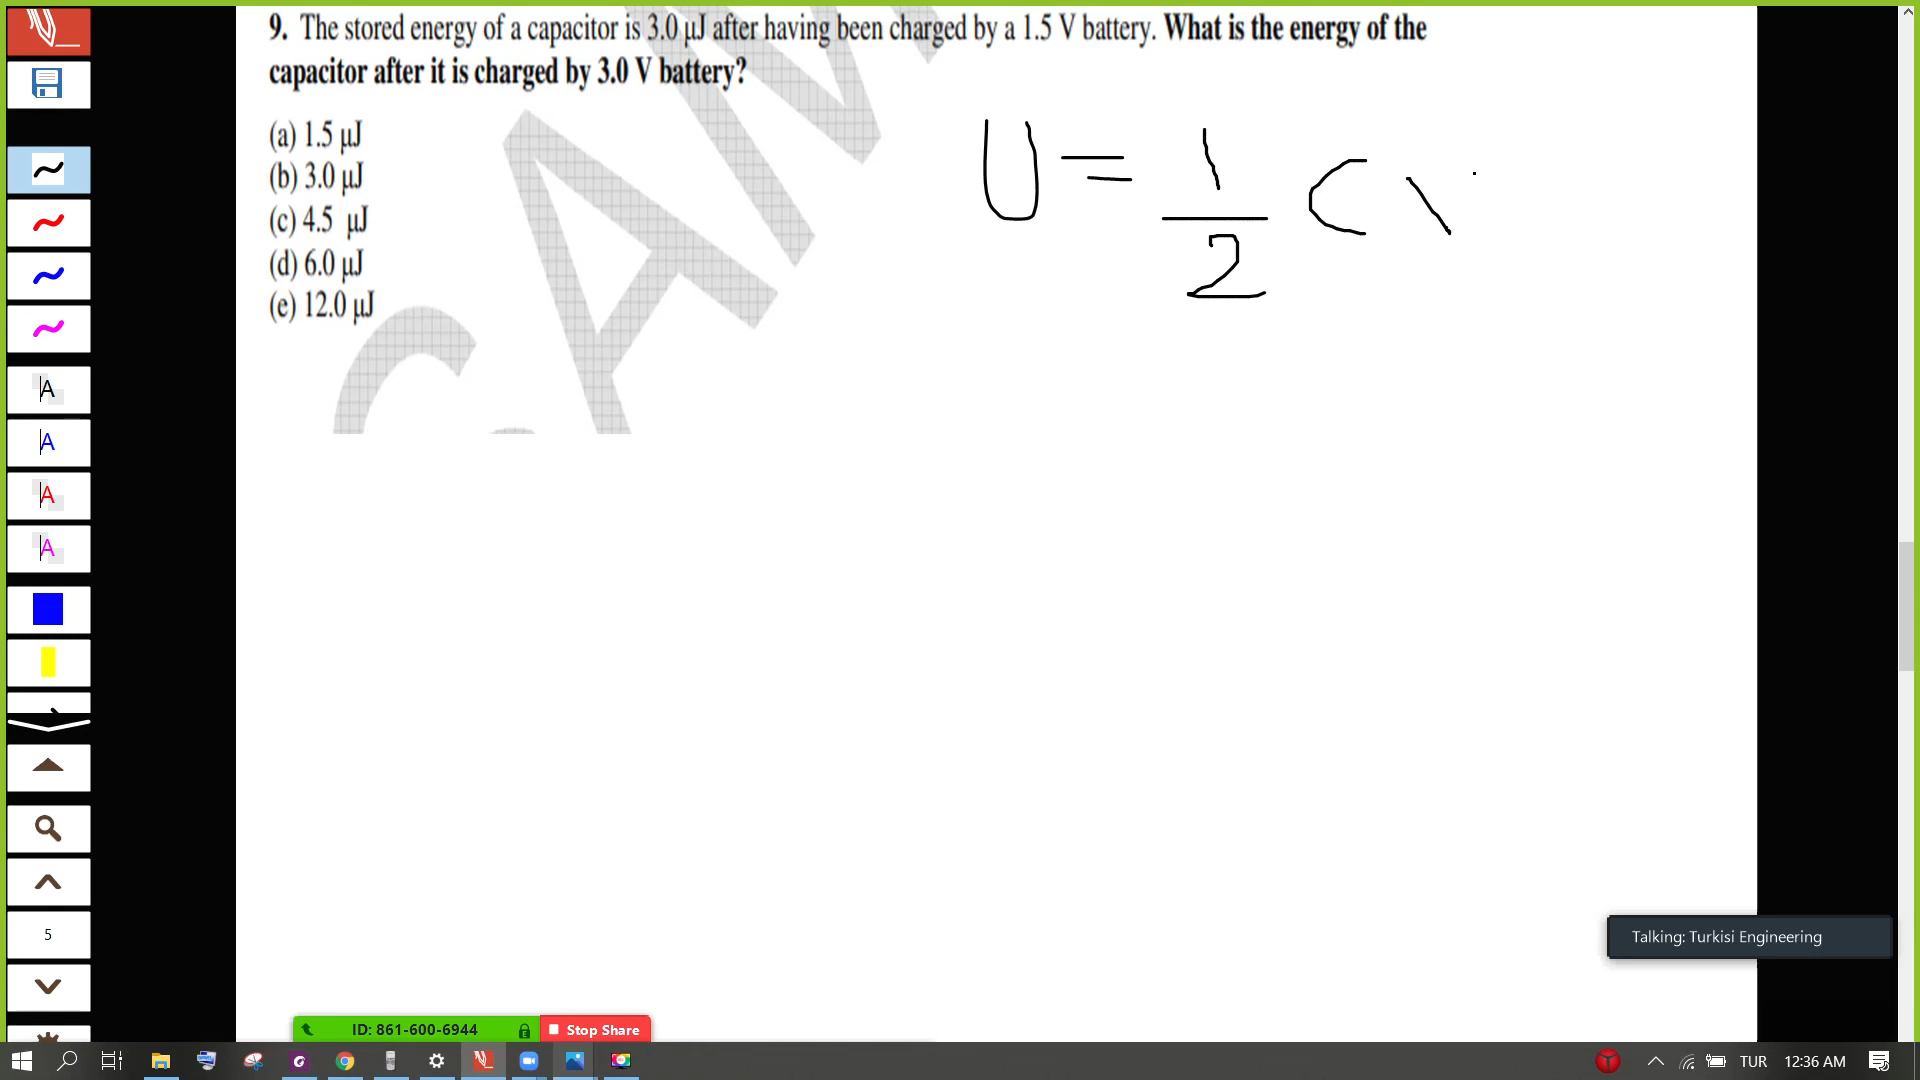 9. The stored energy of a capacitor is 3.0 µJ after having been charged by a 1.5 V battery. What is the energy of the
capacitor after it is charged by 3.0 V battery?
(a) 1.5 µJ
(b) 3.0 µJ
(c) 4.5 µJ
(d) 6.0 µJ
(e) 12.0 µJ
U = 1/2 C
A
A
A
A
5
Talking: Turkisi Engineering
ID: 861-600-6944
Stop Share
TUR
12:36 AM